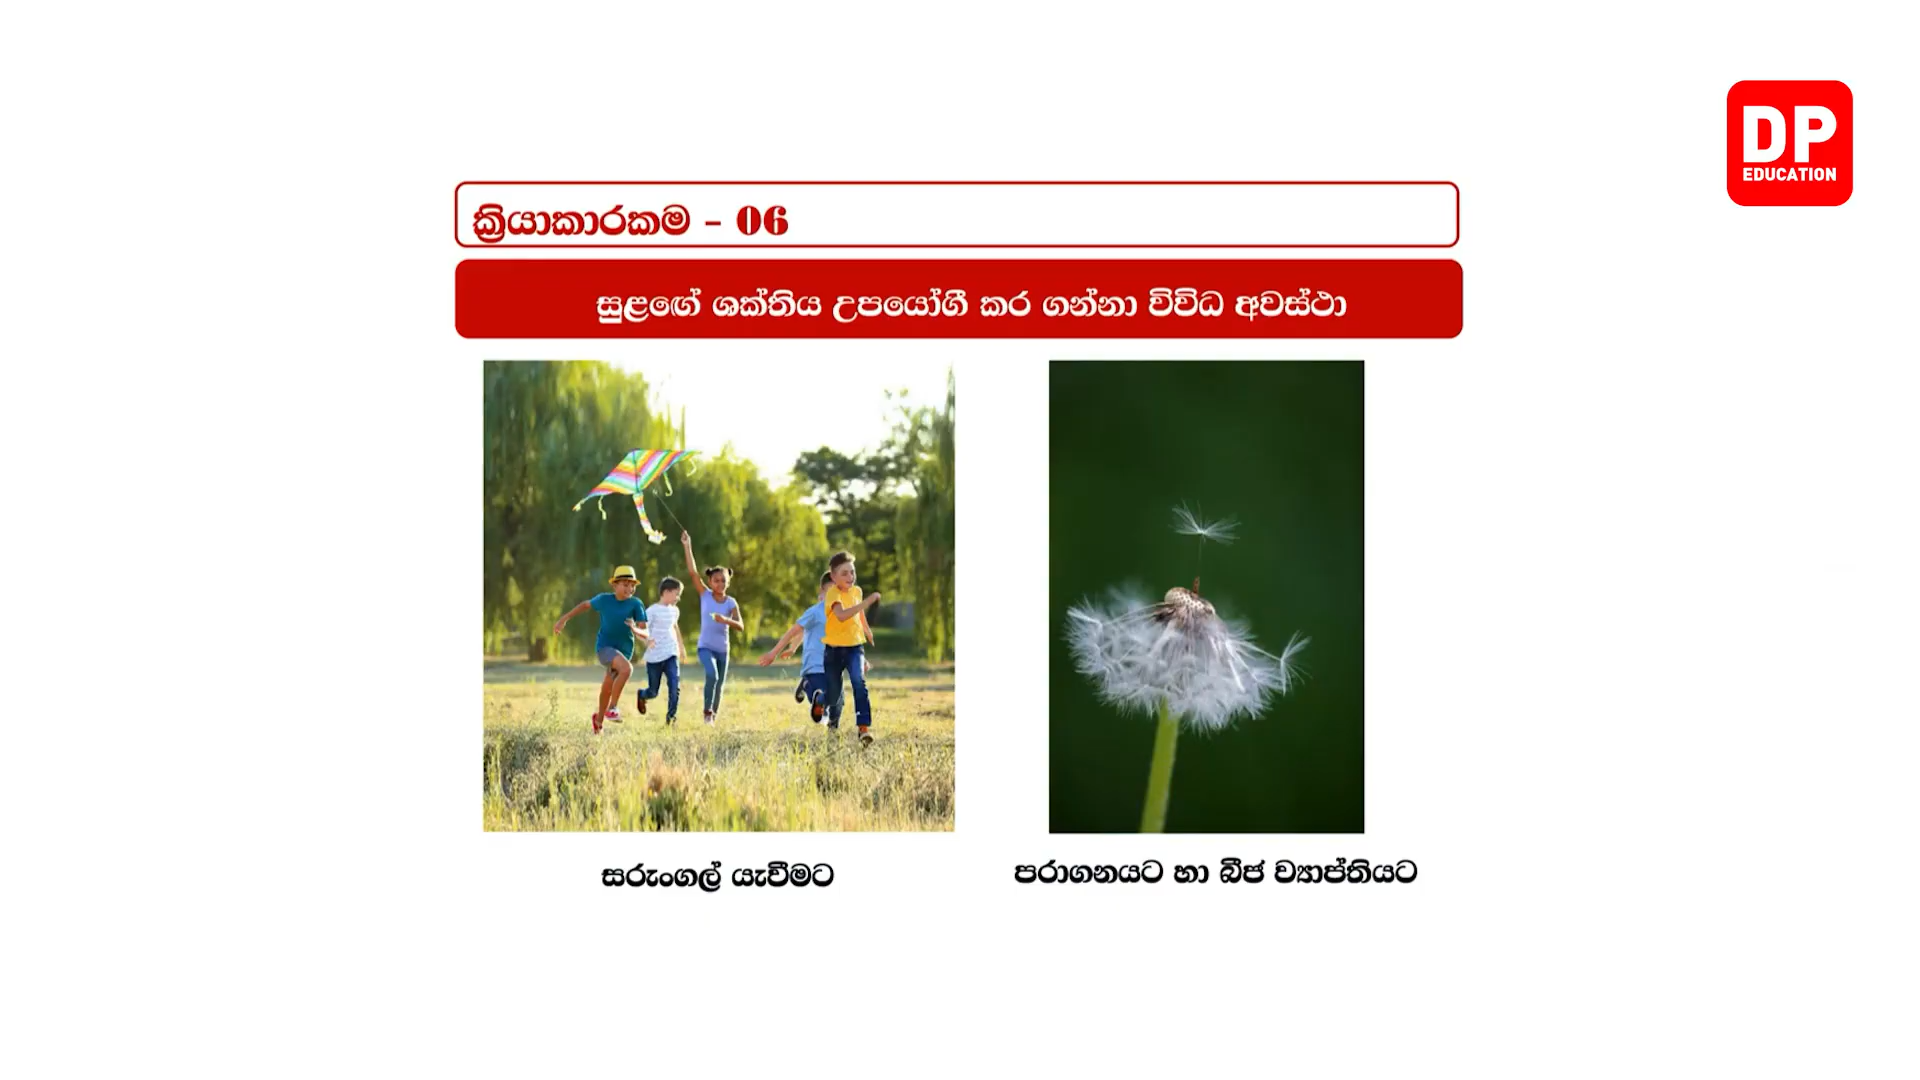 DP
EDUCATION
ක්‍රියාකාරකම - 06
සුළඟේ ශක්තිය උපයෝගී කර ගන්නා විවිධ අවස්ථා
සරුංගල් යැවීමට
පරාගනයට හා බීජ ව්‍යාප්තියට